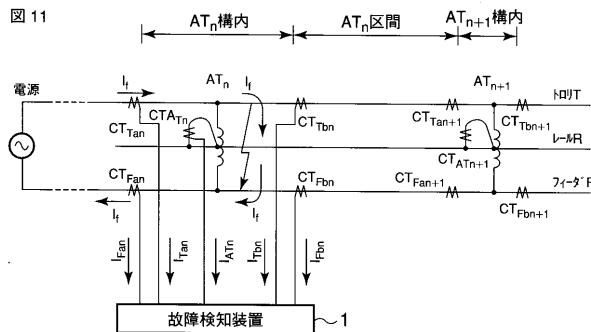 図 11
ATn構内
ATn区間
ATn+1構内
電源
If
CTTan
CTATn
ATn
If
CTTbn
CTTan+1
ATn+1
CTTbn+1
トロリT
レールR
CTATn+1
CTFan
If
If
CTFbn
CTFan+1
CTFbn+1
フィーダF
IFan
ITan
IATn
ITbn
IFbn
故障検知装置
1